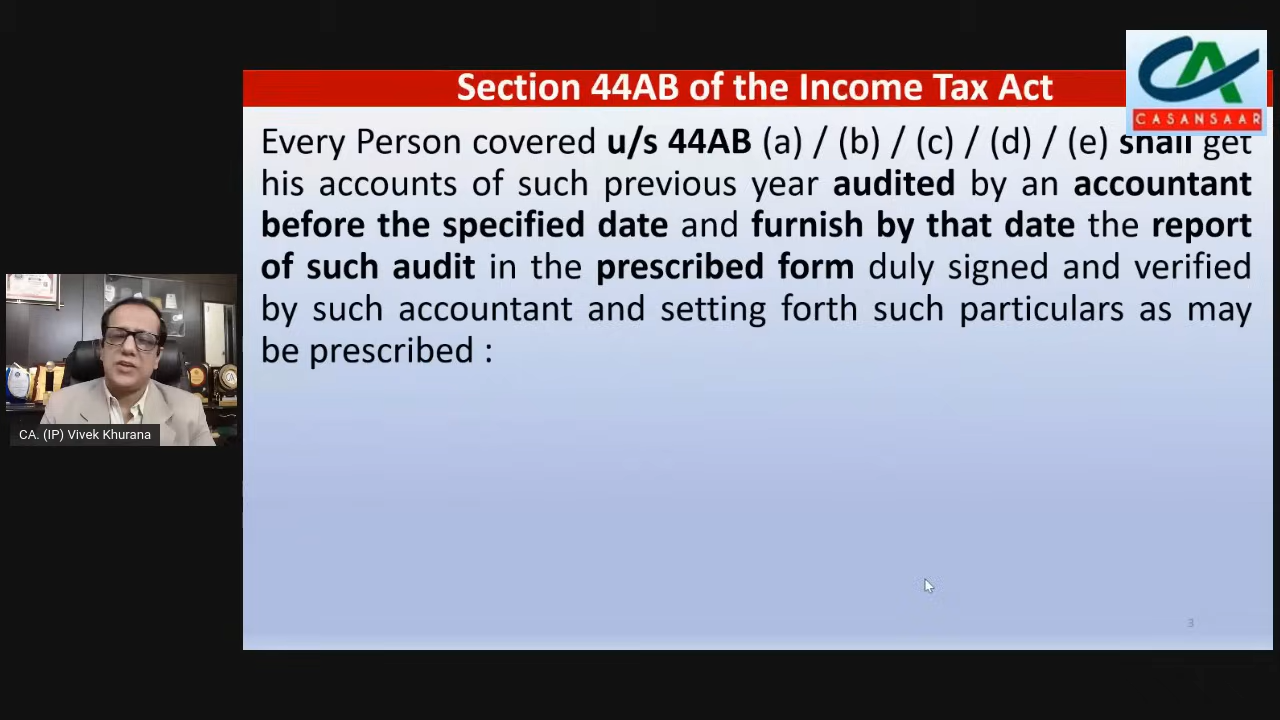 Section 44AB of the Income Tax Act
CASANSAAR
Every Person covered u/s 44AB (a) / (b) / (c) / (d) / (e) shall get
his accounts of such previous year audited by an accountant
before the specified date and furnish by that date the report
of such audit in the prescribed form duly signed and verified
by such accountant and setting forth such particulars as may
be prescribed :
CA. (IP) Vivek Khurana
3